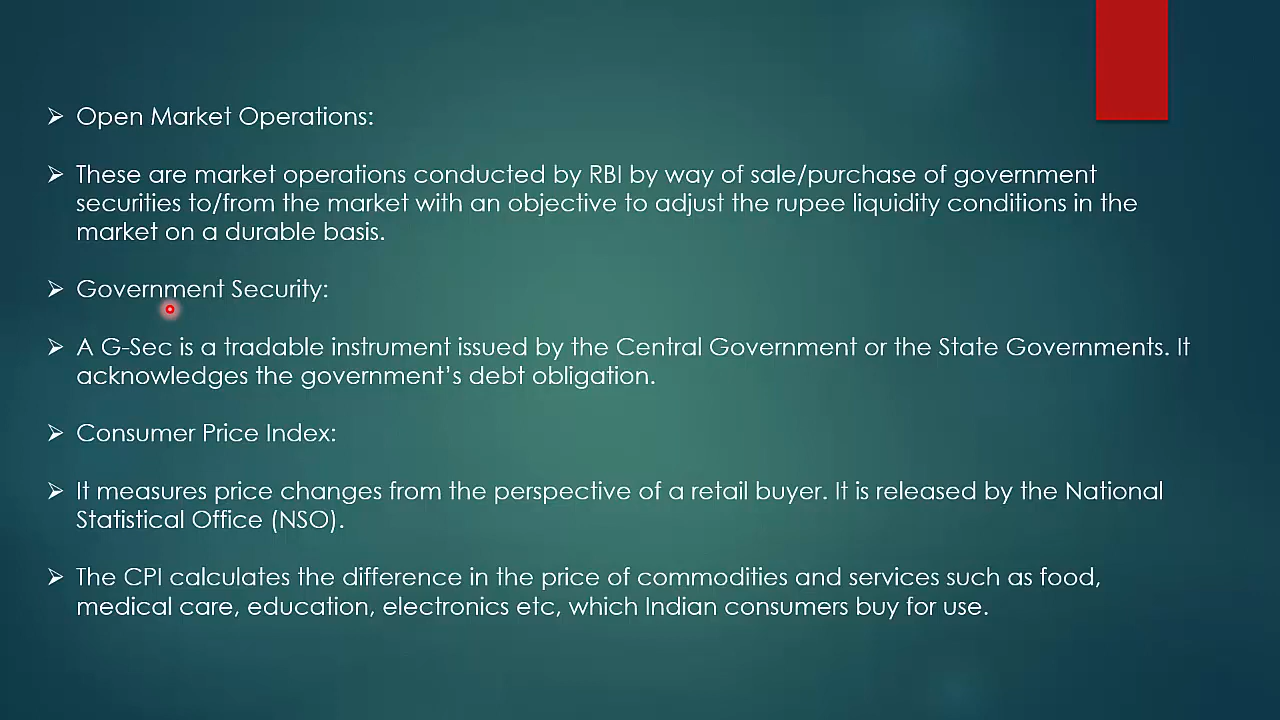 ➢ Open Market Operations:
➢ These are market operations conducted by RBI by way of sale/purchase of government
securities to/from the market with an objective to adjust the rupee liquidity conditions in the
market on a durable basis.
➢ Government Security:
➢ A G-Sec is a tradable instrument issued by the Central Government or the State Governments. It
acknowledges the government’s debt obligation.
➢ Consumer Price Index:
➢ It measures price changes from the perspective of a retail buyer. It is released by the National
Statistical Office (NSO).
➢ The CPI calculates the difference in the price of commodities and services such as food,
medical care, education, electronics etc, which Indian consumers buy for use.